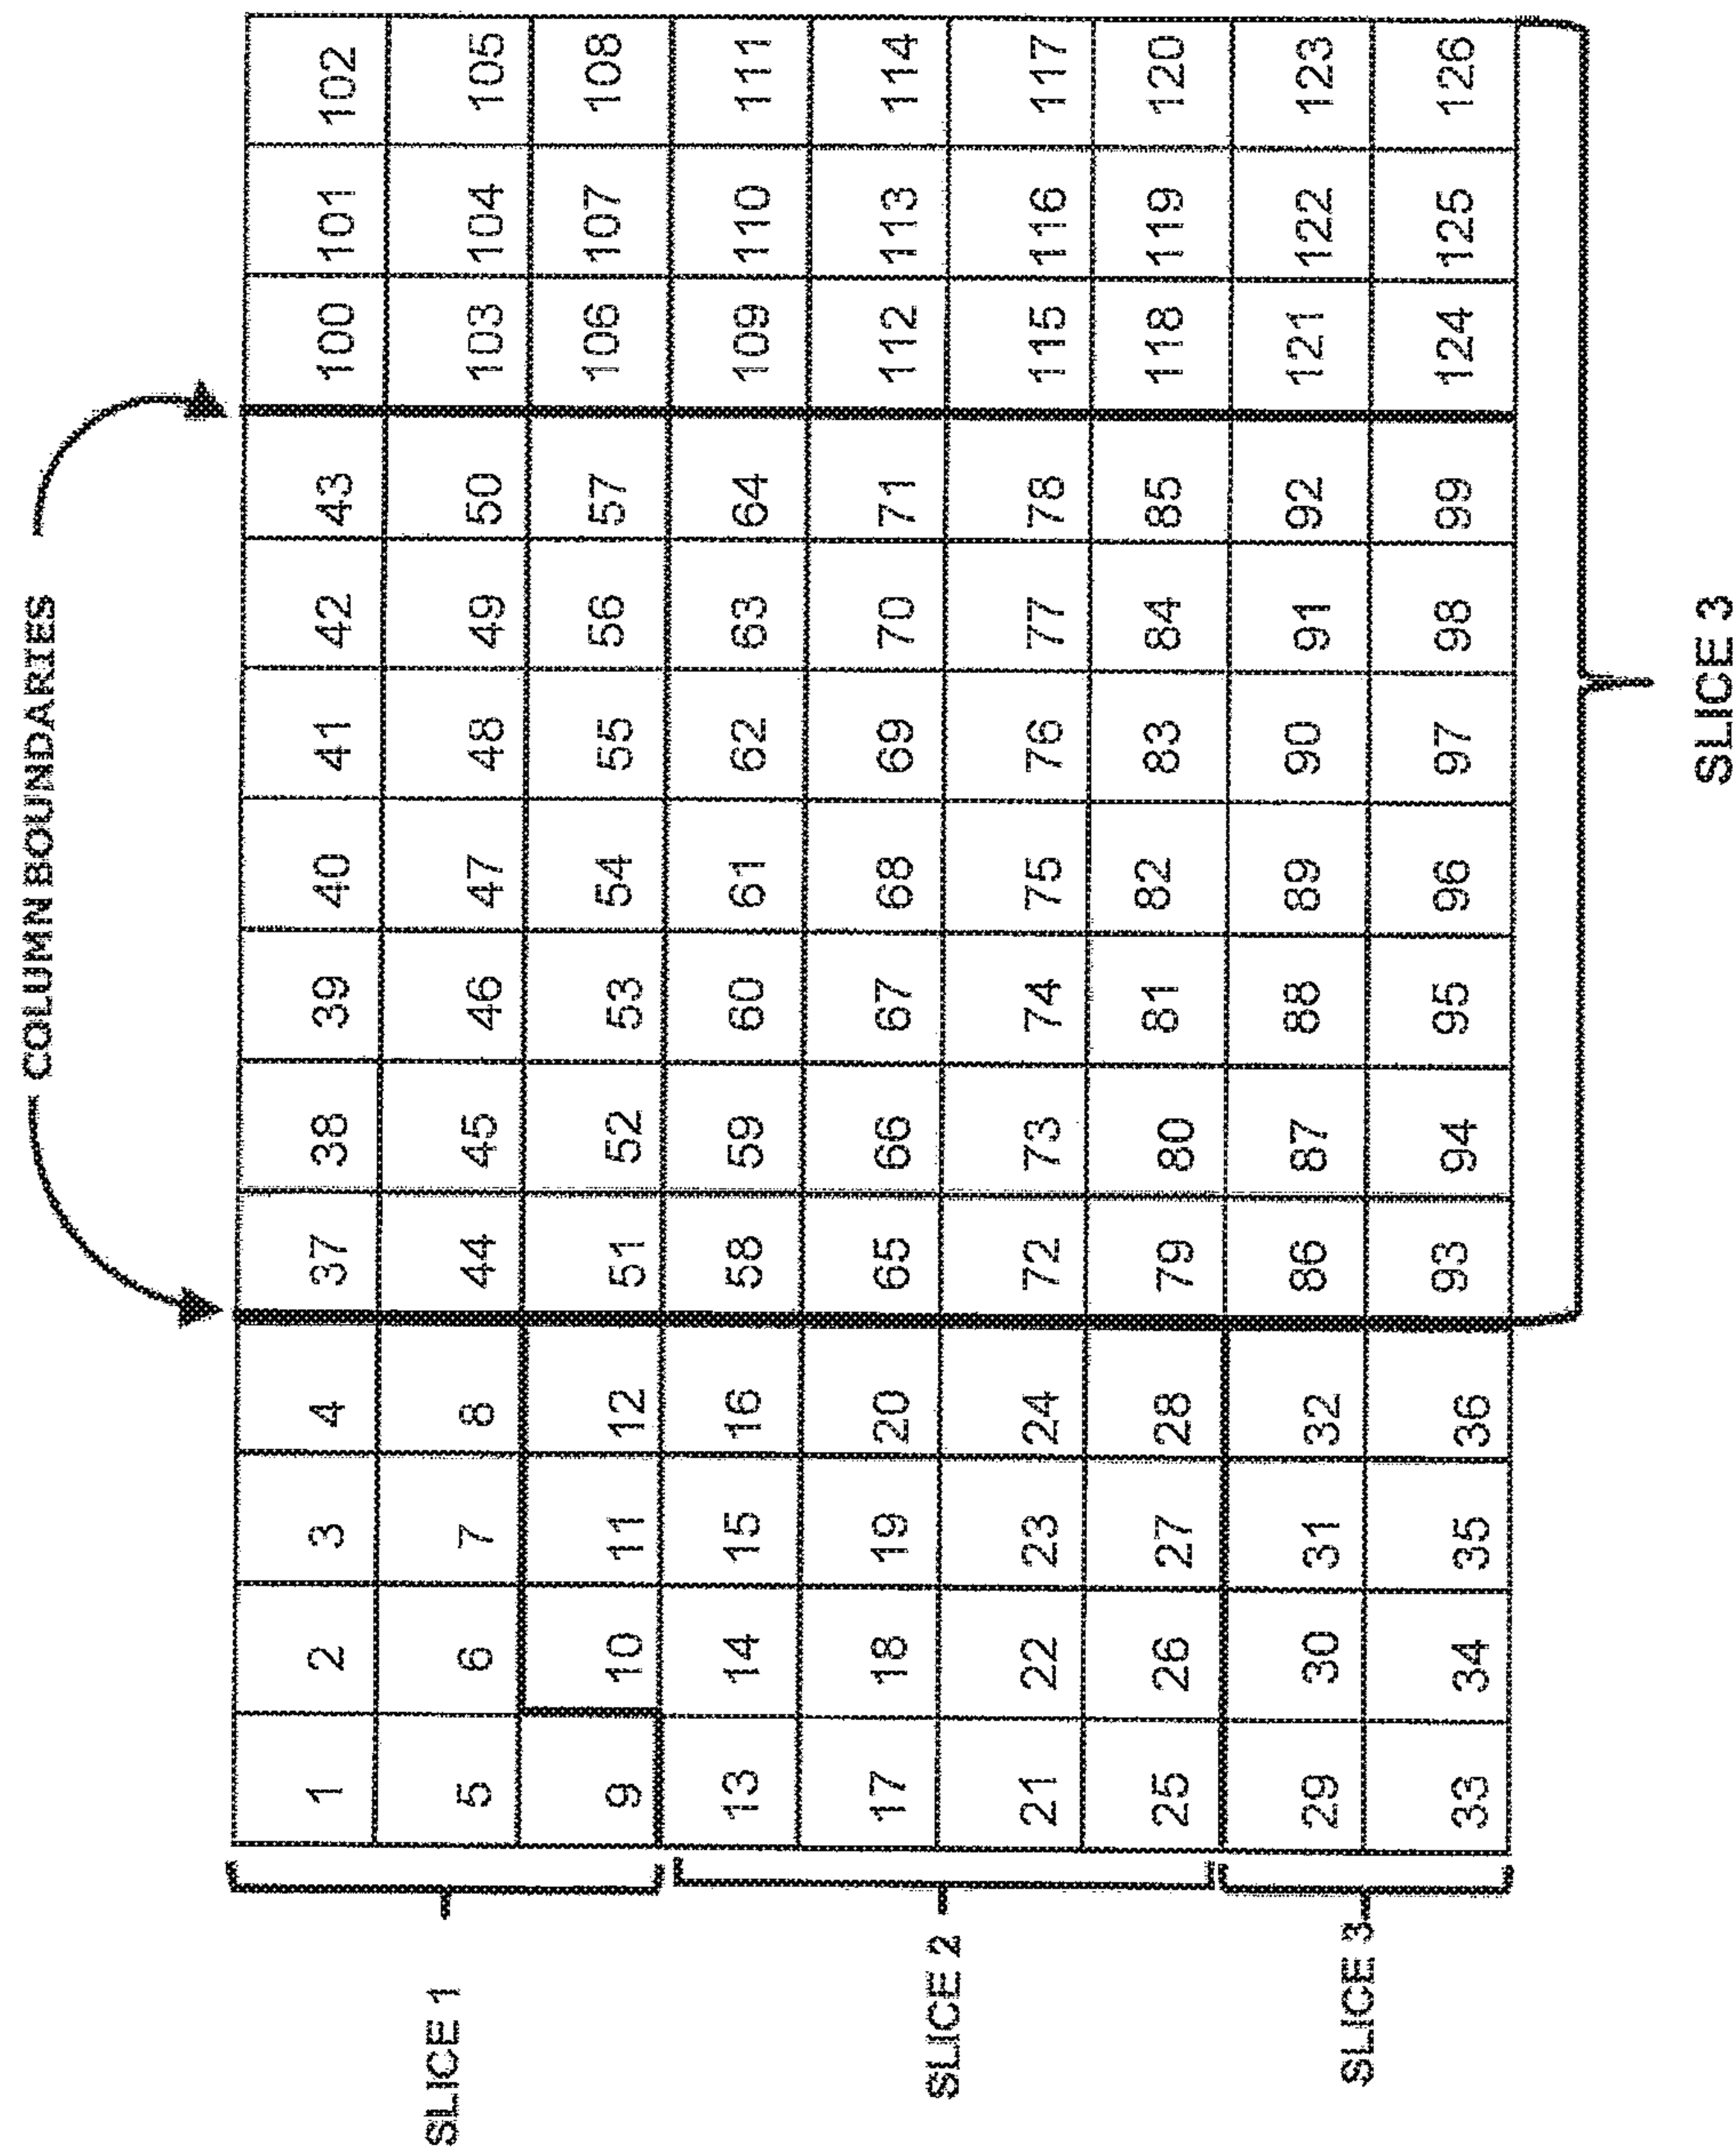 COLUMN BOUNDARIES
1 2 3 4 37 38 39 40 41 42 43 100 101 102
5 6 7 8 44 45 46 47 48 49 50 103 104 105
9 10 11 12 51 52 53 54 55 56 57 106 107 108
13 14 15 16 58 59 60 61 62 63 64 109 110 111
17 18 19 20 65 66 67 68 69 70 71 112 113 114
21 22 23 24 72 73 74 75 76 77 78 115 116 117
25 26 27 28 79 80 81 82 83 84 85 118 119 120
29 30 31 32 86 87 88 89 90 91 92 121 122 123
33 34 35 36 93 94 95 96 97 98 99 124 125 126
SLICE 1
SLICE 2
SLICE 3
SLICE 3